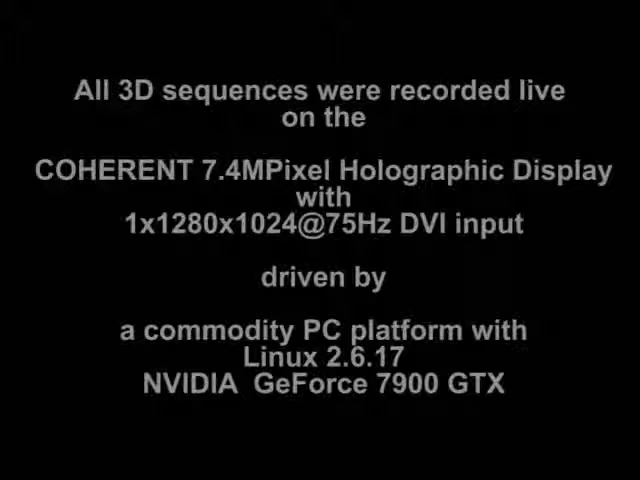 All 3D sequences were recorded live
on the
COHERENT 7.4MPixel Holographic Display
with
1x1280x1024@75Hz DVI input
driven by
a commodity PC platform with
Linux 2.6.17
NVIDIA  GeForce 7900 GTX